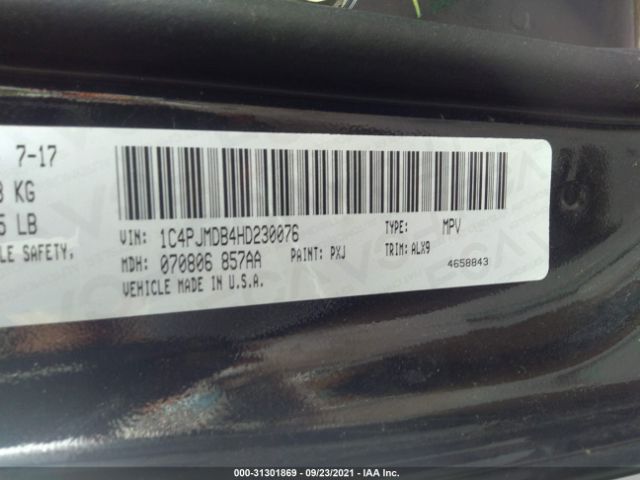 7-17
KG
LB
LE SAFETY,
VIN: 1C4PJMDB4HD230076
TYPE: MPV
MDH: 070806 857AA
PAINT: PXJ
TRIM: ALX9
VEHICLE MADE IN U.S.A.
4658843
000-31301869 - 09/23/2021 - IAA Inc.